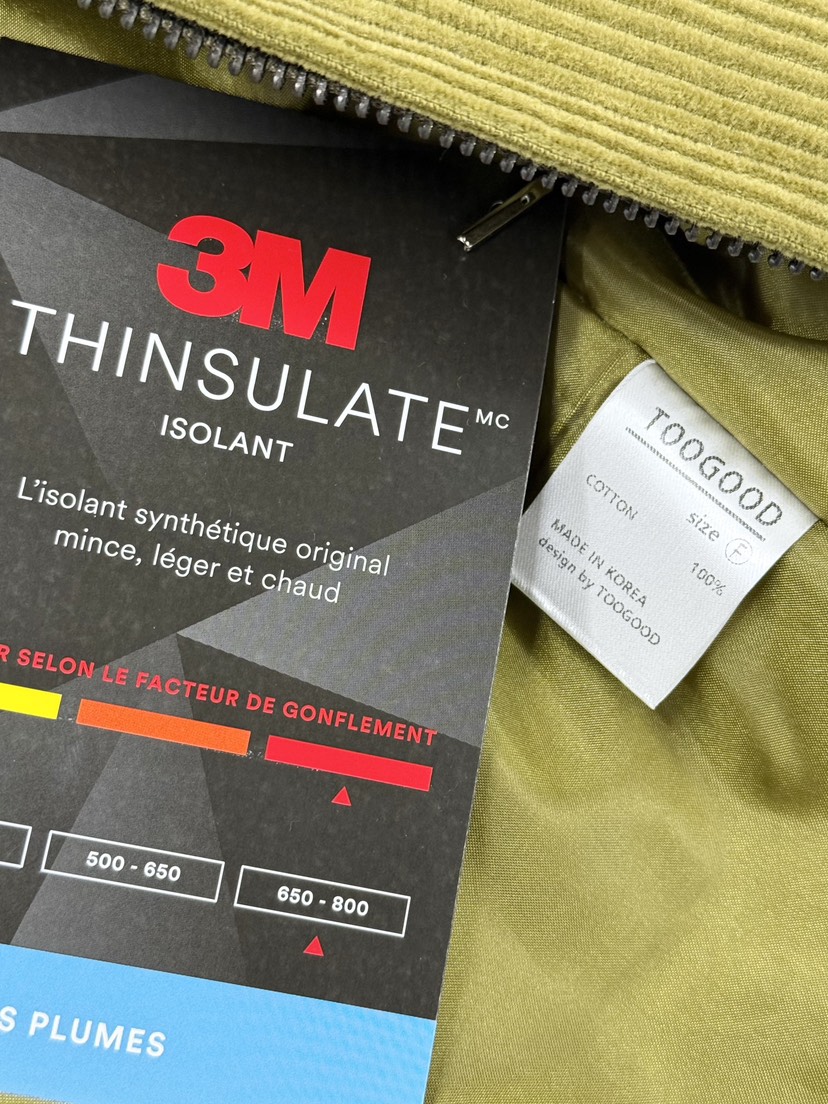 3M
THINSULATE MC
ISOLANT
L'isolant synthétique original
mince, léger et chaud
R SELON LE FACTEUR DE GONFLEMENT
500 - 650
650 - 800
S PLUMES
TOOGOOD
size F
COTTON 100%
MADE IN KOREA
design by TOOGOOD